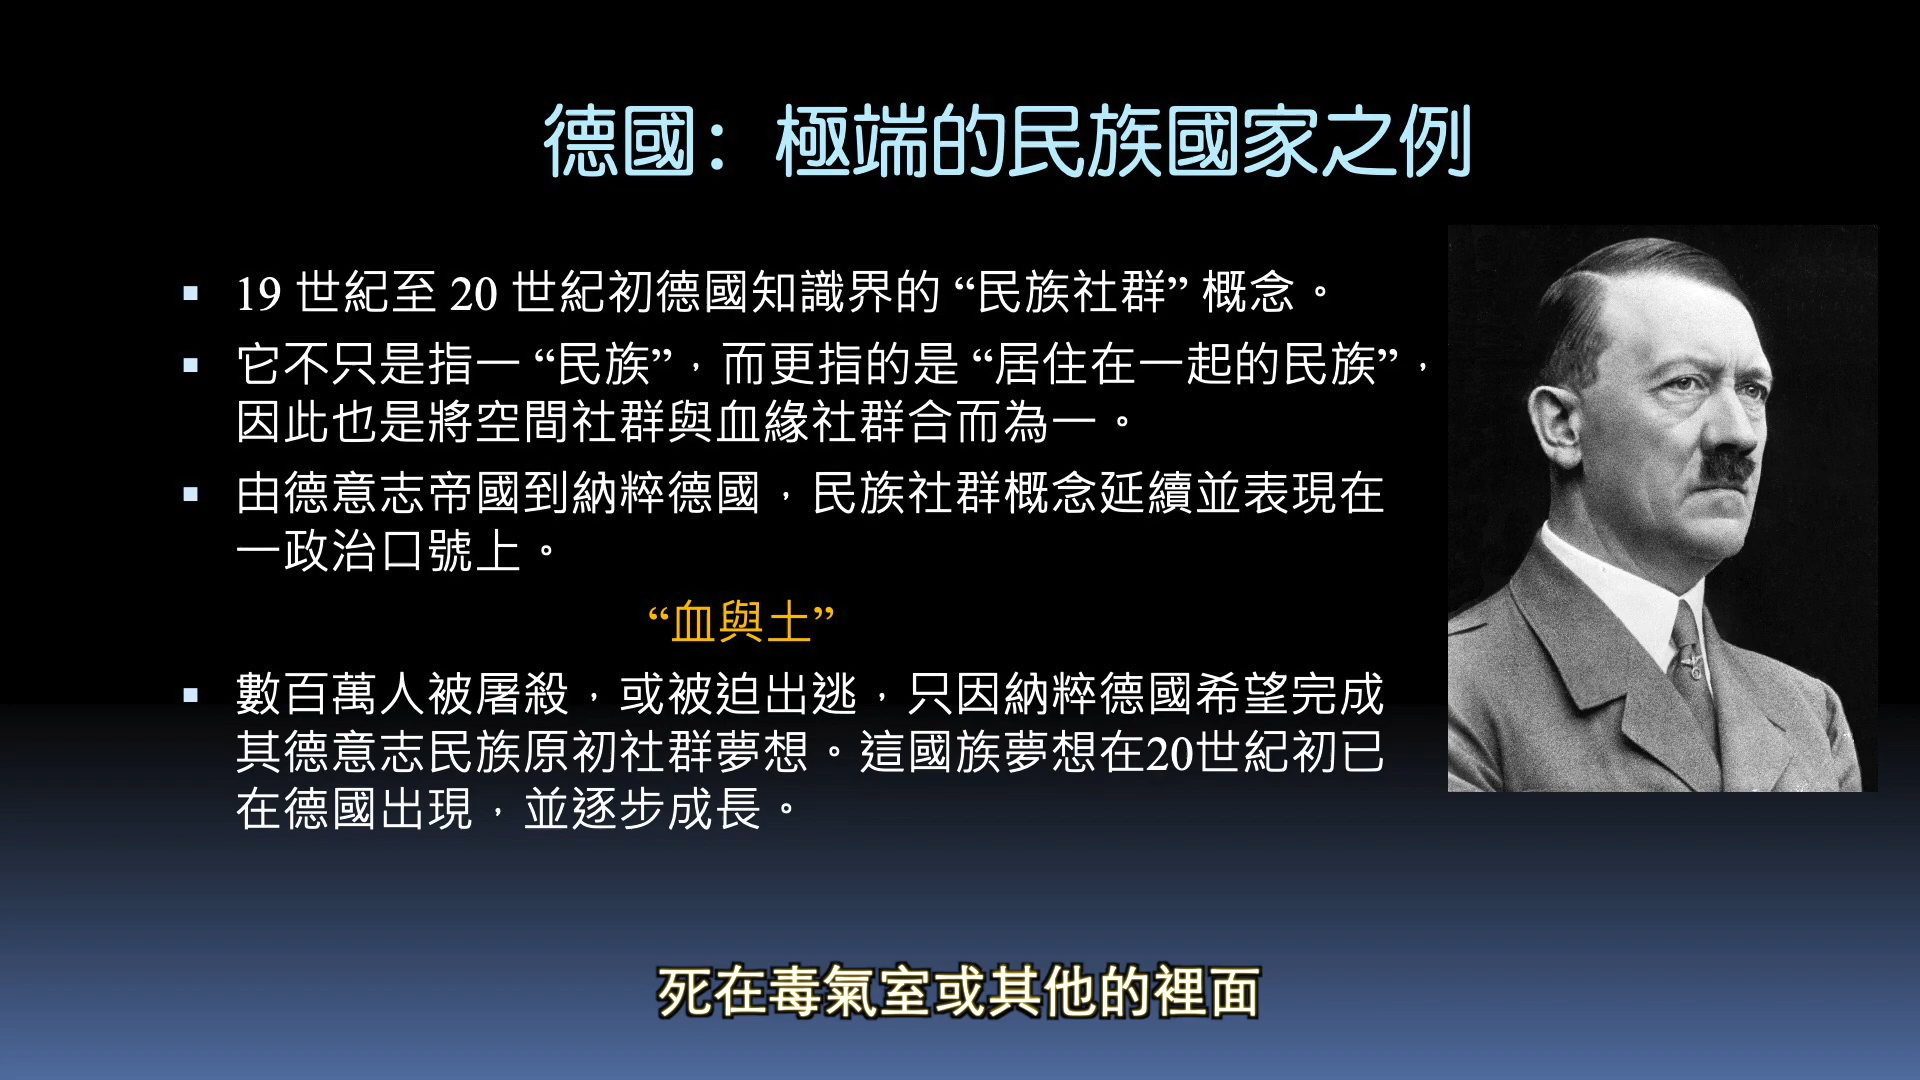 德國：極端的民族國家之例
▪ 19 世紀至 20 世紀初德國知識界的 “民族社群” 概念。
▪ 它不只是指一 “民族”，而更指的是 “居住在一起的民族”，
因此也是將空間社群與血緣社群合而為一。
▪ 由德意志帝國到納粹德國，民族社群概念延續並表現在
一政治口號上。
“血與土”
▪ 數百萬人被屠殺，或被迫出逃，只因納粹德國希望完成
其德意志民族原初社群夢想。這國族夢想在20世紀初已
在德國出現，並逐步成長。
死在毒氣室或其他的裡面